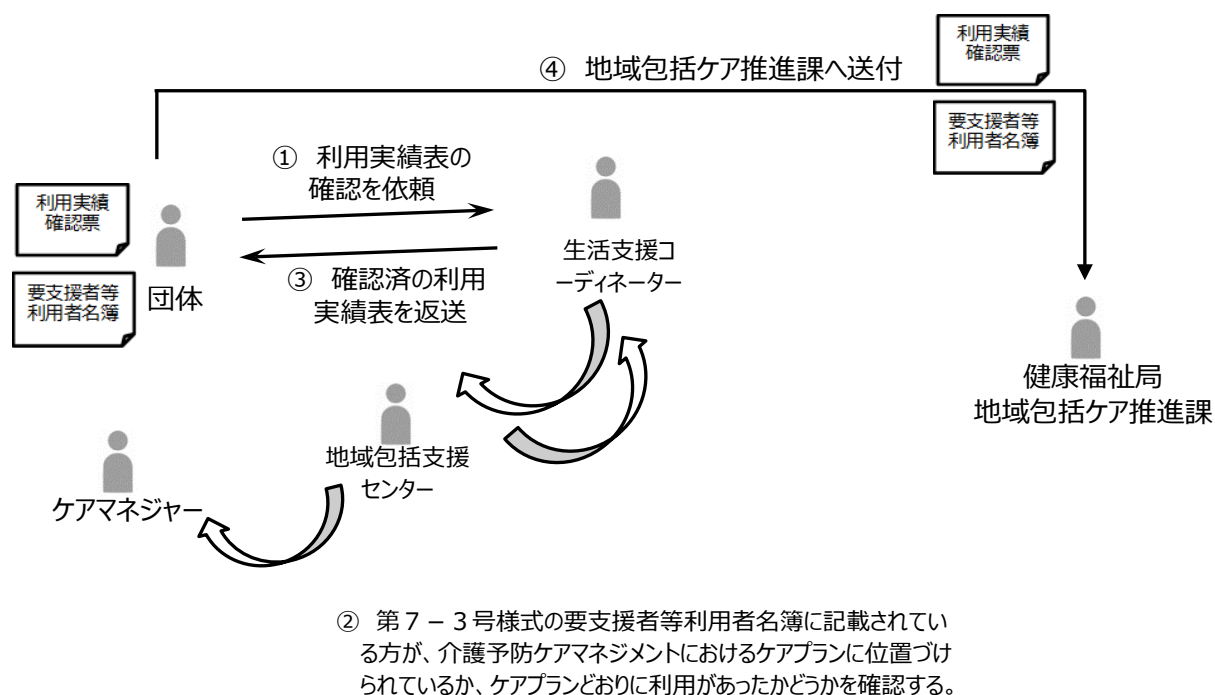 利用実績
確認票
④ 地域包括ケア推進課へ送付
要支援者等
利用者名簿
① 利用実績表の
確認を依頼
利用実績
確認票
生活支援コ
ーディネーター
③ 確認済の利用
実績表を返送
要支援者等
利用者名簿
団体
健康福祉局
地域包括ケア推進課
地域包括支援
センター
ケアマネジャー
② 第7-3号様式の要支援者等利用者名簿に記載されてい
る方が、介護予防ケアマネジメントにおけるケアプランに位置づけ
られているか、ケアプランどおりに利用があったかどうかを確認する。